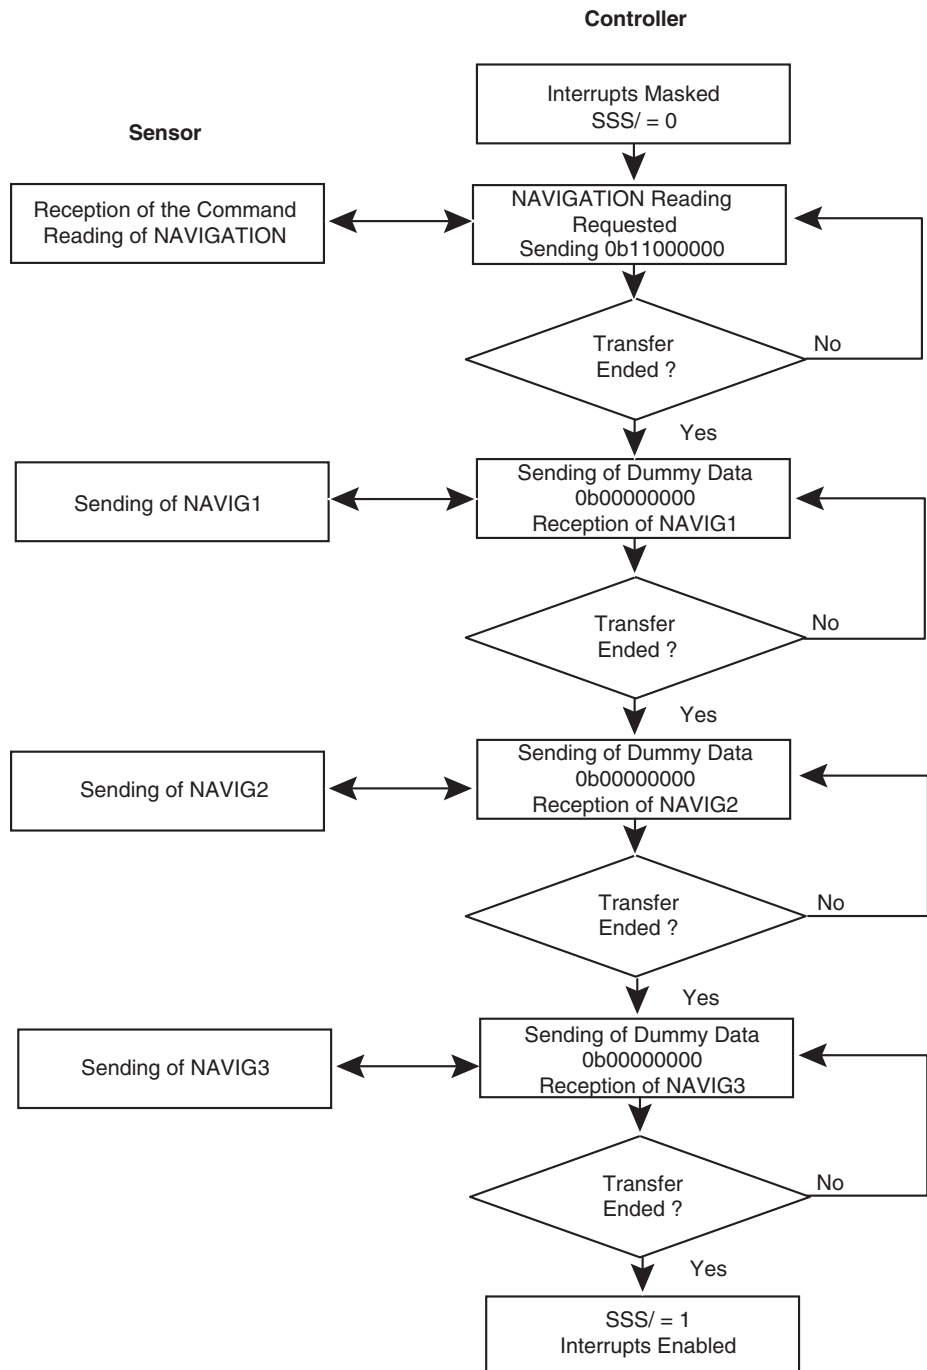 Controller
Interrupts Masked
SSS/ = 0
Sensor
Reception of the Command
Reading of NAVIGATION
NAVIGATION Reading
Requested
Sending 0b11000000
Transfer
Ended ?
No
Yes
Sending of NAVIG1
Sending of Dummy Data
0b00000000
Reception of NAVIG1
Transfer
Ended ?
No
Yes
Sending of NAVIG2
Sending of Dummy Data
0b00000000
Reception of NAVIG2
Transfer
Ended ?
No
Yes
Sending of NAVIG3
Sending of Dummy Data
0b00000000
Reception of NAVIG3
Transfer
Ended ?
No
Yes
SSS/ = 1
Interrupts Enabled